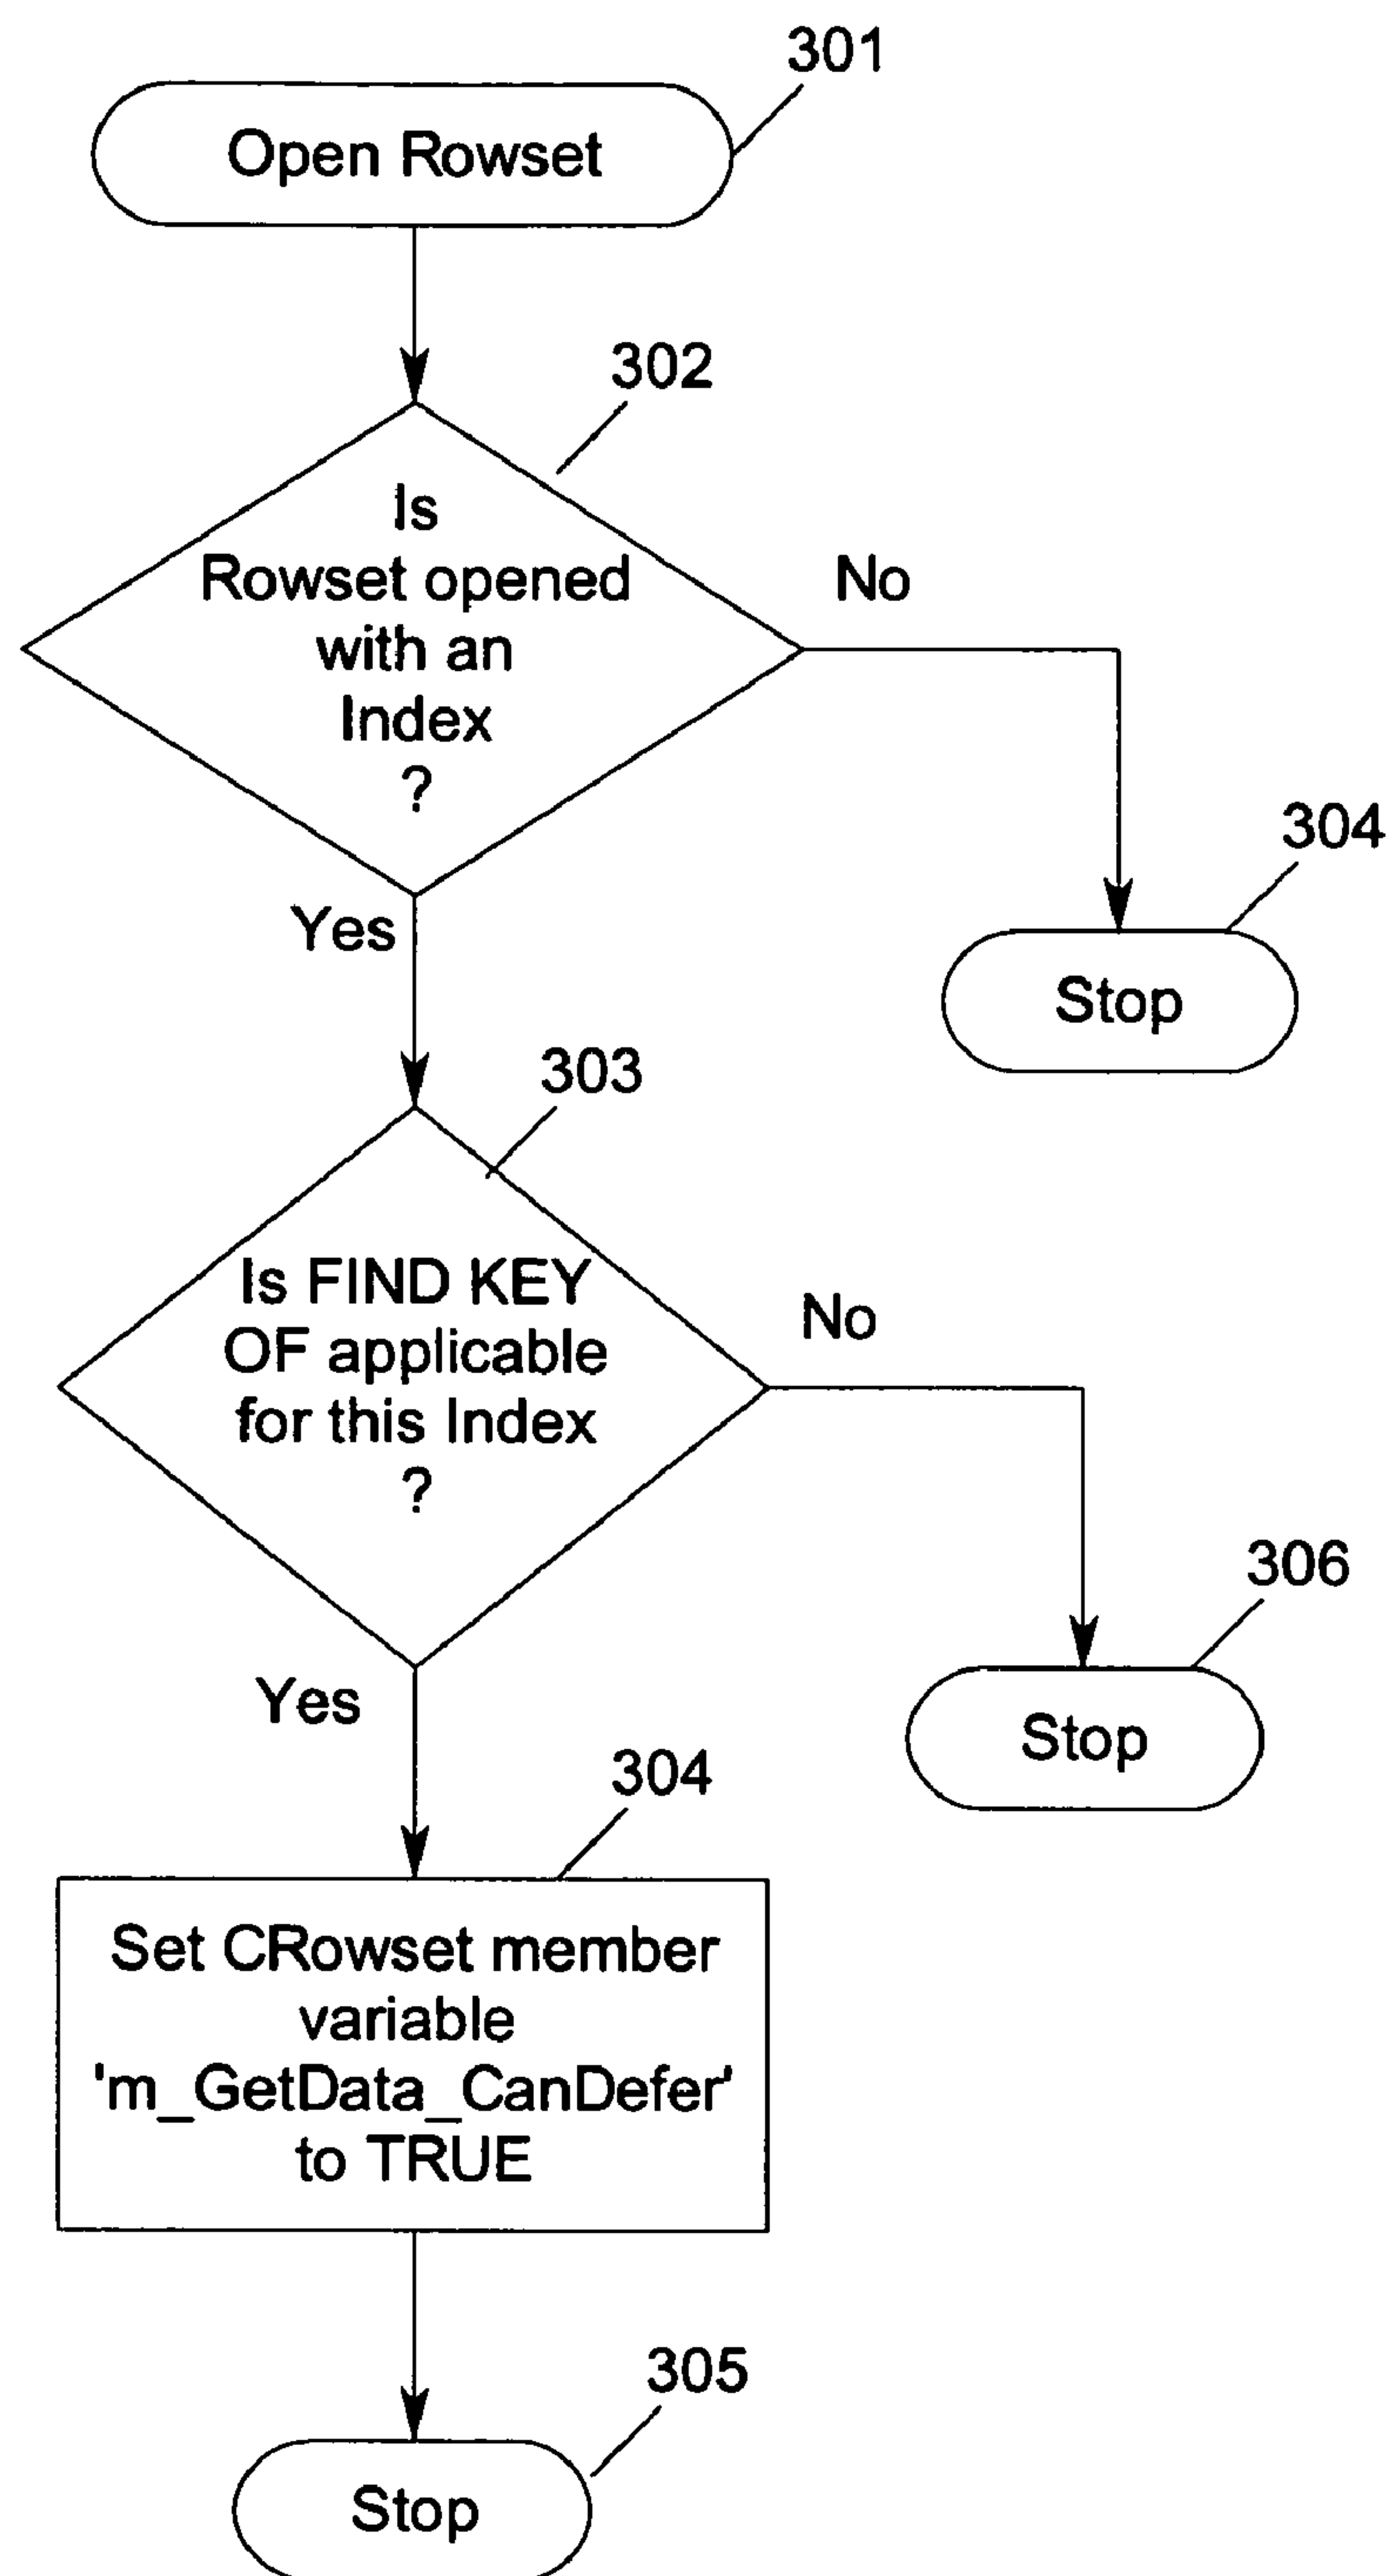 301
Open Rowset
302
Is
Rowset opened
with an
Index
?
No
304
Stop
Yes
303
Is FIND KEY
OF applicable
for this Index
?
No
306
Stop
Yes
304
Set CRowset member
variable
'm_GetData_CanDefer'
to TRUE
305
Stop